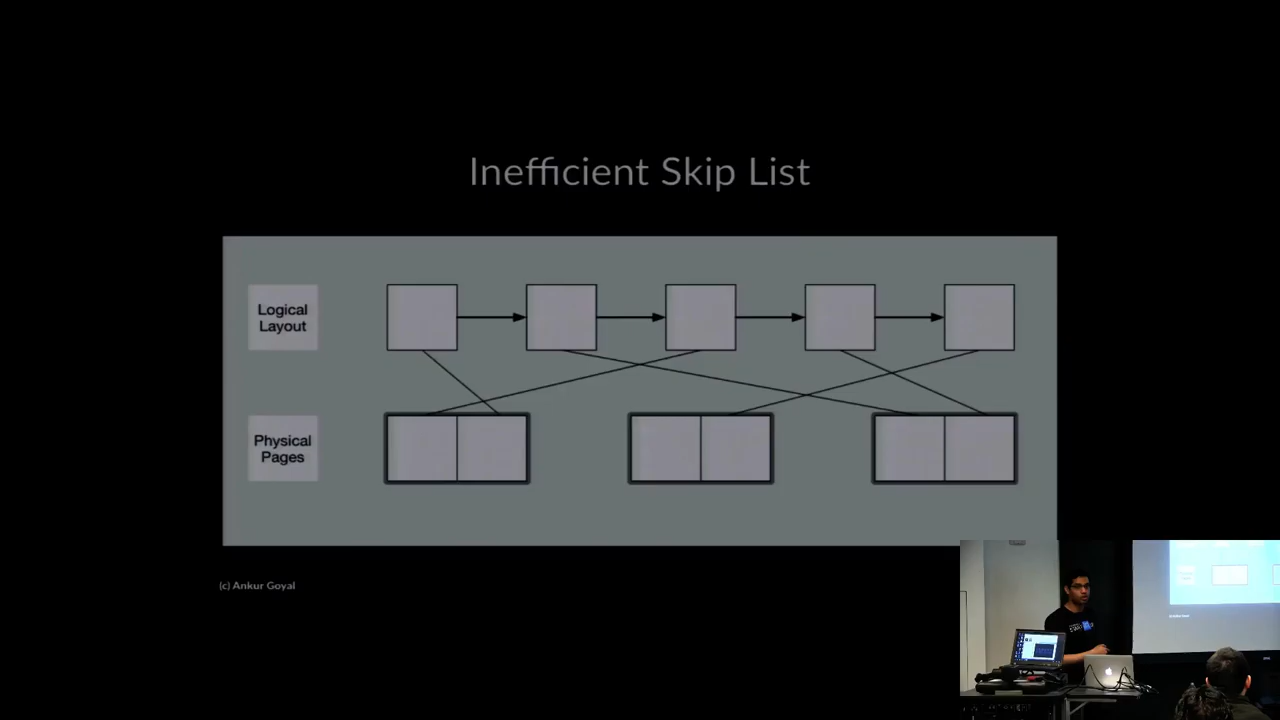 Inefficient Skip List
Logical
Layout
Physical
Pages
(c) Ankur Goyal